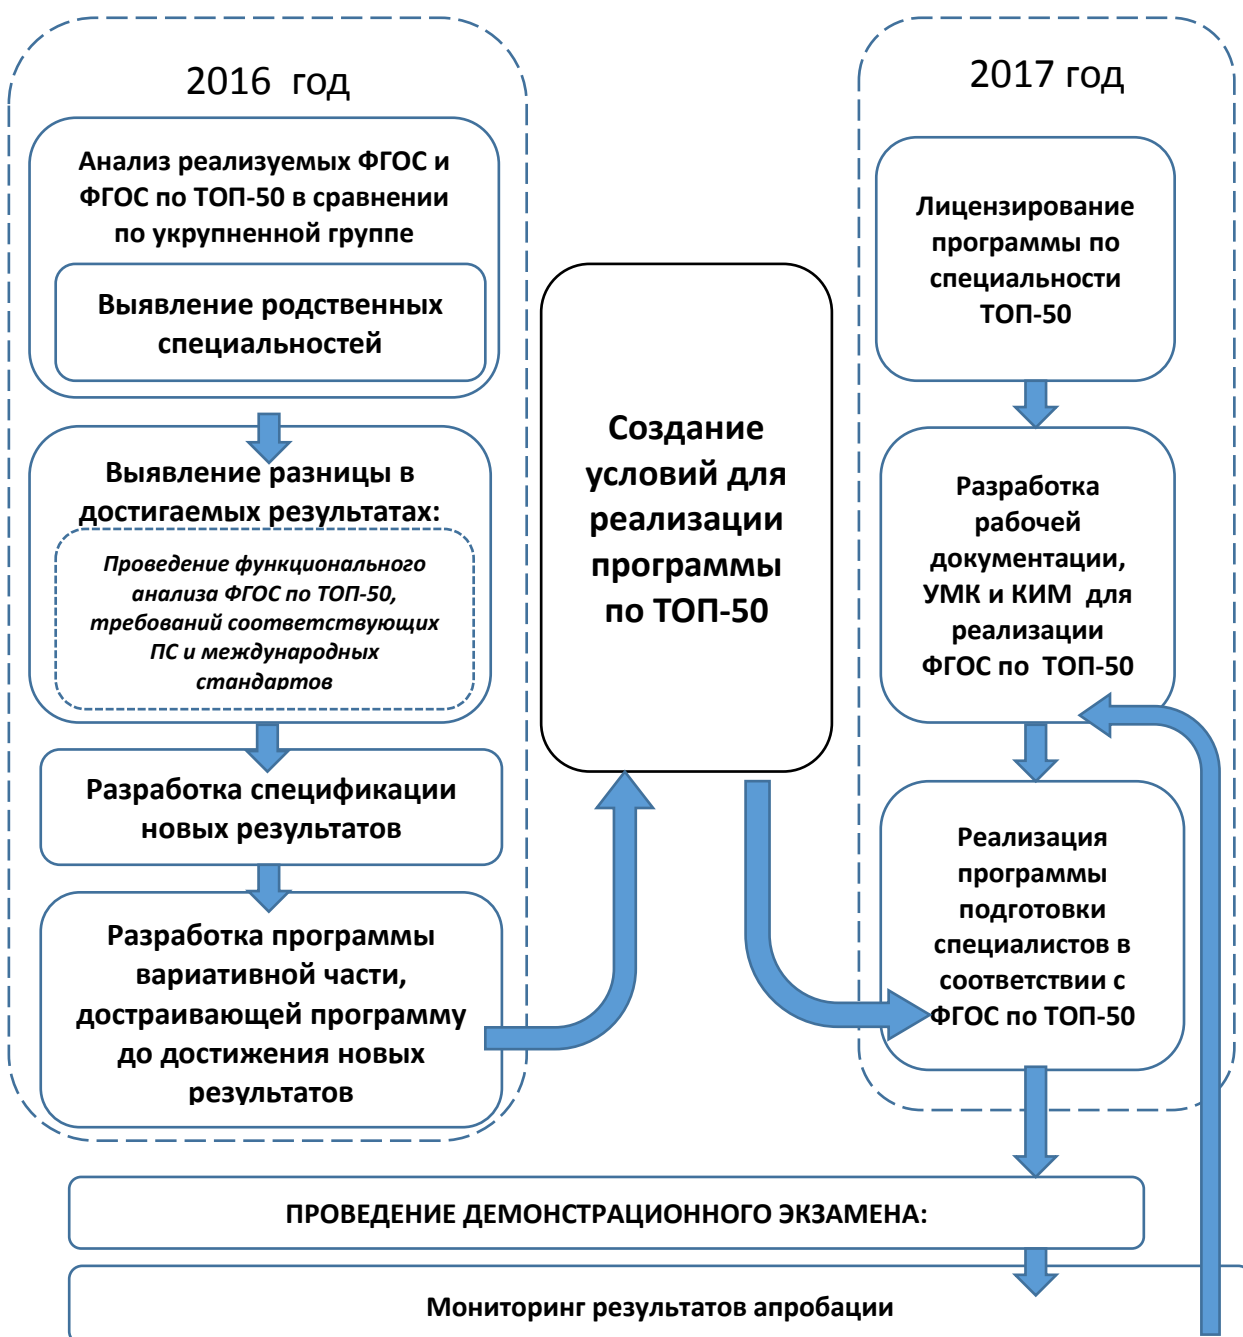 2016 год
Анализ реализуемых ФГОС и
ФГОС по ТОП-50 в сравнении
по укрупненной группе
Выявление родственных
специальностей
Выявление разницы в
достигаемых результатах:
Проведение функционального
анализа ФГОС по ТОП-50,
требований соответствующих
ПС и международных
стандартов
Разработка спецификации
новых результатов
Разработка программы
вариативной части,
достраивающей программу
до достижения новых
результатов
Создание
условий для
реализации
программы
по ТОП-50
2017 год
Лицензирование
программы по
специальности
ТОП-50
Разработка
рабочей
документации,
УМК и КИМ для
реализации
ФГОС по ТОП-50
Реализация
программы
подготовки
специалистов в
соответствии с
ФГОС по ТОП-50
ПРОВЕДЕНИЕ ДЕМОНСТРАЦИОННОГО ЭКЗАМЕНА:
Мониторинг результатов апробации